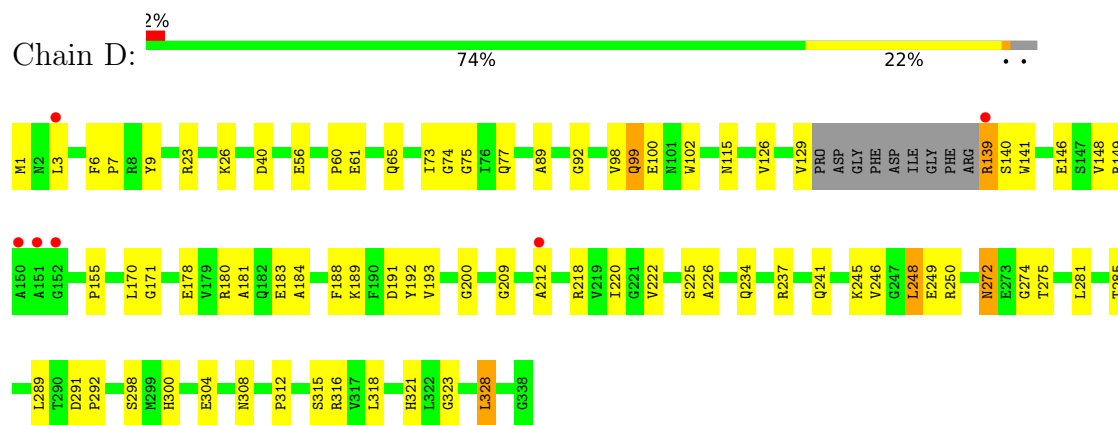 2%
Chain D:
74% 22% • •
M1 N2 L3 F6 P7 R8 Y9 R23 K26 D40 E56 P60 E61 Q65 I73 G74 G75 I76 Q77 A89 G92 V98 Q99 E100 N101 W102 N115 V126 V129 PRO ASP GLY PHE ASP ILE GLY PHE ARG R139 S140 W141 E146 S147 V148 R149
A150 A151 G152 P155 L170 G171 E178 V179 R180 A181 Q182 E183 A184 F188 K189 F190 D191 Y192 V193 G200 G209 A212 R218 V219 I220 G221 V222 S225 A226 Q234 R237 Q241 K245 V246 G247 L248 E249 R250 N272 E273 G274 T275 L281 T285
L289 T290 D291 P292 S298 M299 H300 E304 N308 P312 S315 R316 V317 L318 H321 L322 G323 L328 G338